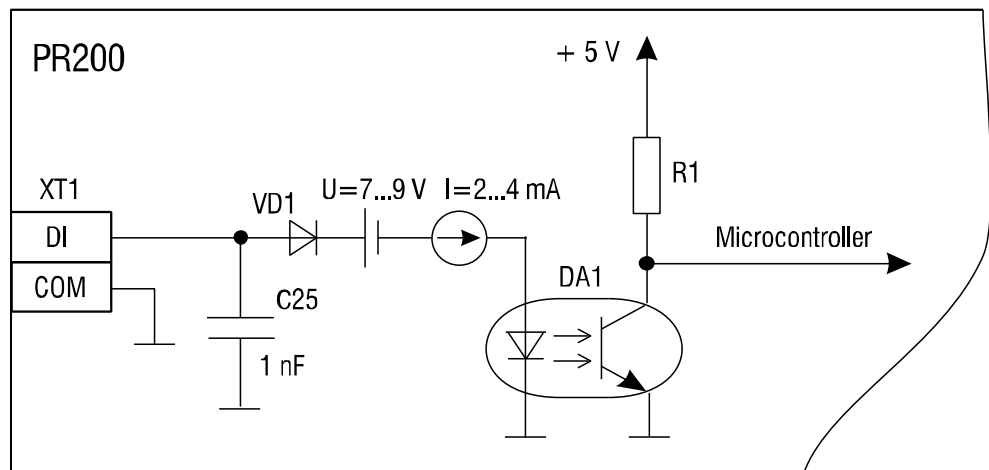 PR200
+ 5 V
XT1
DI
COM
VD1
U=7...9 V
I=2...4 mA
R1
Microcontroller
DA1
C25
1 nF